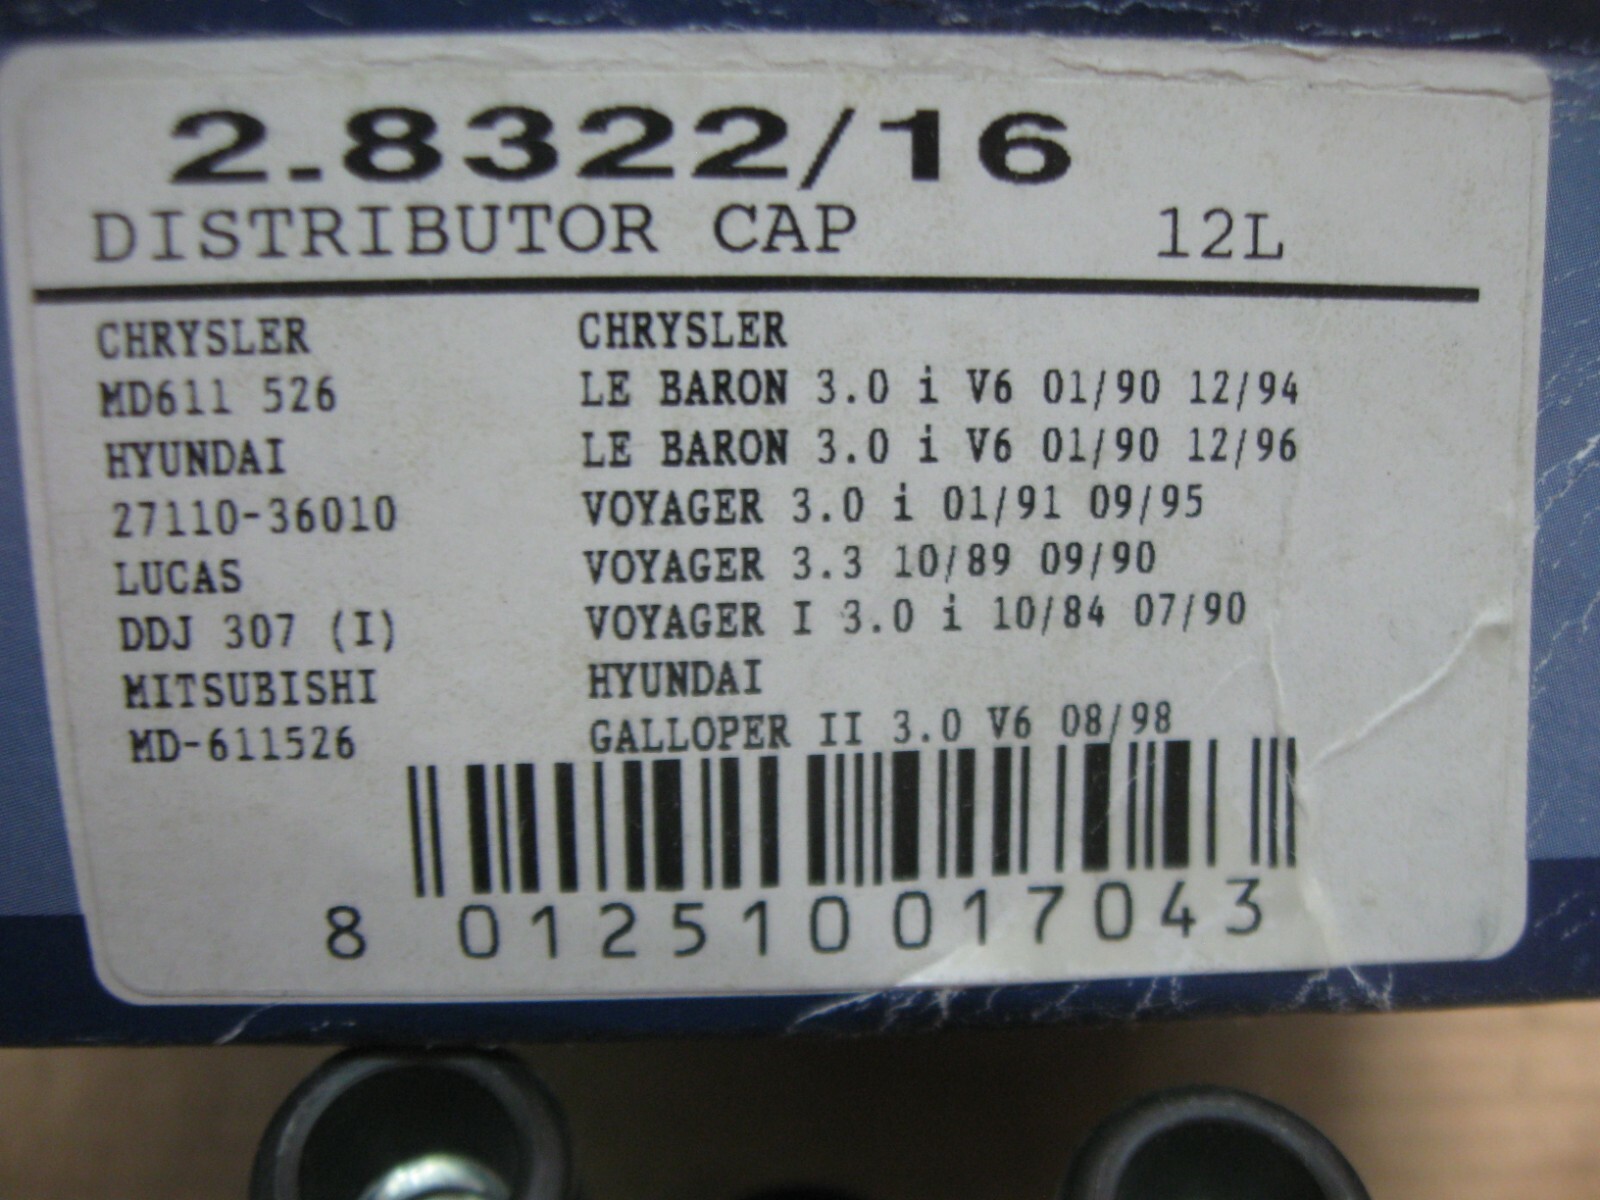 2.8322/16
DISTRIBUTOR CAP 12L
CHRYSLER
MD611 526
HYUNDAI
27110-36010
LUCAS
DDJ 307 (I)
MITSUBISHI
MD-611526
CHRYSLER
LE BARON 3.0 i V6 01/90 12/94
LE BARON 3.0 i V6 01/90 12/96
VOYAGER 3.0 i 01/91 09/95
VOYAGER 3.3 10/89 09/90
VOYAGER I 3.0 i 10/84 07/90
HYUNDAI
GALLOPER II 3.0 V6 08/98
8 012510 017043